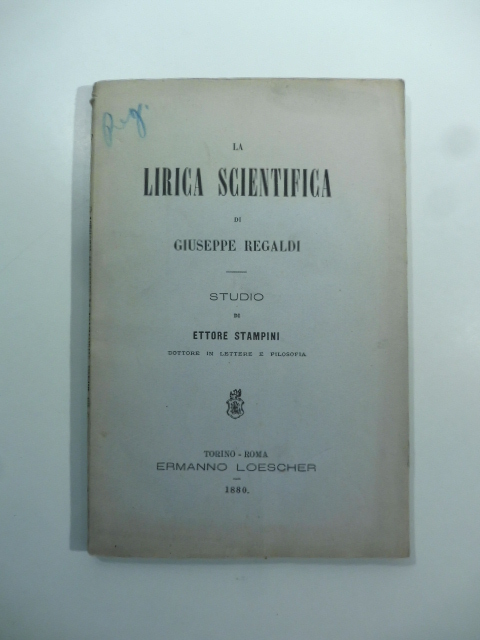 Reg.
LA
LIRICA SCIENTIFICA
DI
GIUSEPPE REGALDI
STUDIO
DI
ETTORE STAMPINI
DOTTORE IN LETTERE E FILOSOFIA
TORINO - ROMA
ERMANNO LOESCHER
1880.